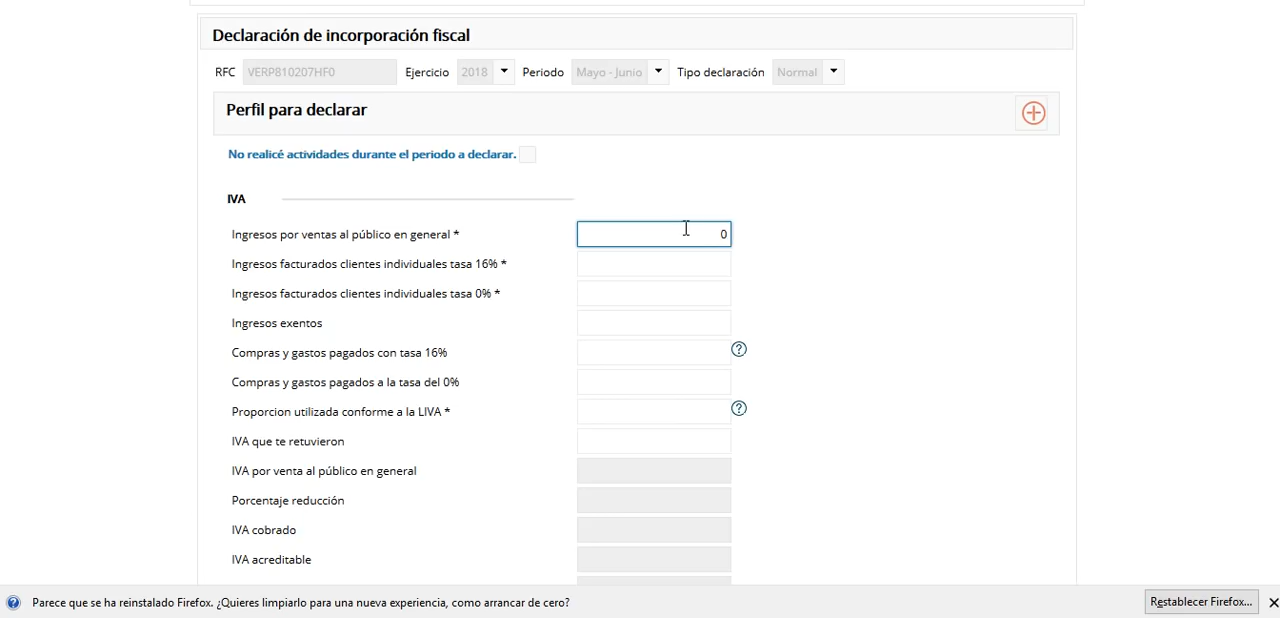 Declaración de incorporación fiscal
RFC VERP810207HF0 Ejercicio 2018 Periodo Mayo - Junio Tipo declaración Normal
Perfil para declarar
No realicé actividades durante el periodo a declarar.
IVA
Ingresos por ventas al público en general * 0
Ingresos facturados clientes individuales tasa 16% *
Ingresos facturados clientes individuales tasa 0% *
Ingresos exentos
Compras y gastos pagados con tasa 16% ?
Compras y gastos pagados a la tasa del 0%
Proporcion utilizada conforme a la LIVA * ?
IVA que te retuvieron
IVA por venta al público en general
Porcentaje reducción
IVA cobrado
IVA acreditable
? Parece que se ha reinstalado Firefox. ¿Quieres limpiarlo para una nueva experiencia, como arrancar de cero? Restablecer Firefox...